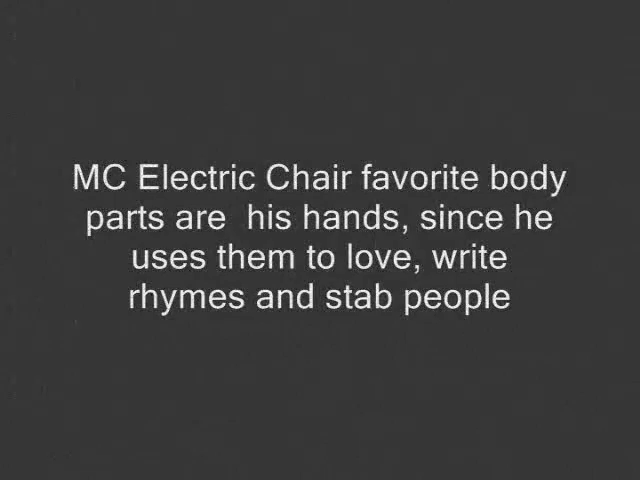 MC Electric Chair favorite body
parts are  his hands, since he
uses them to love, write
rhymes and stab people